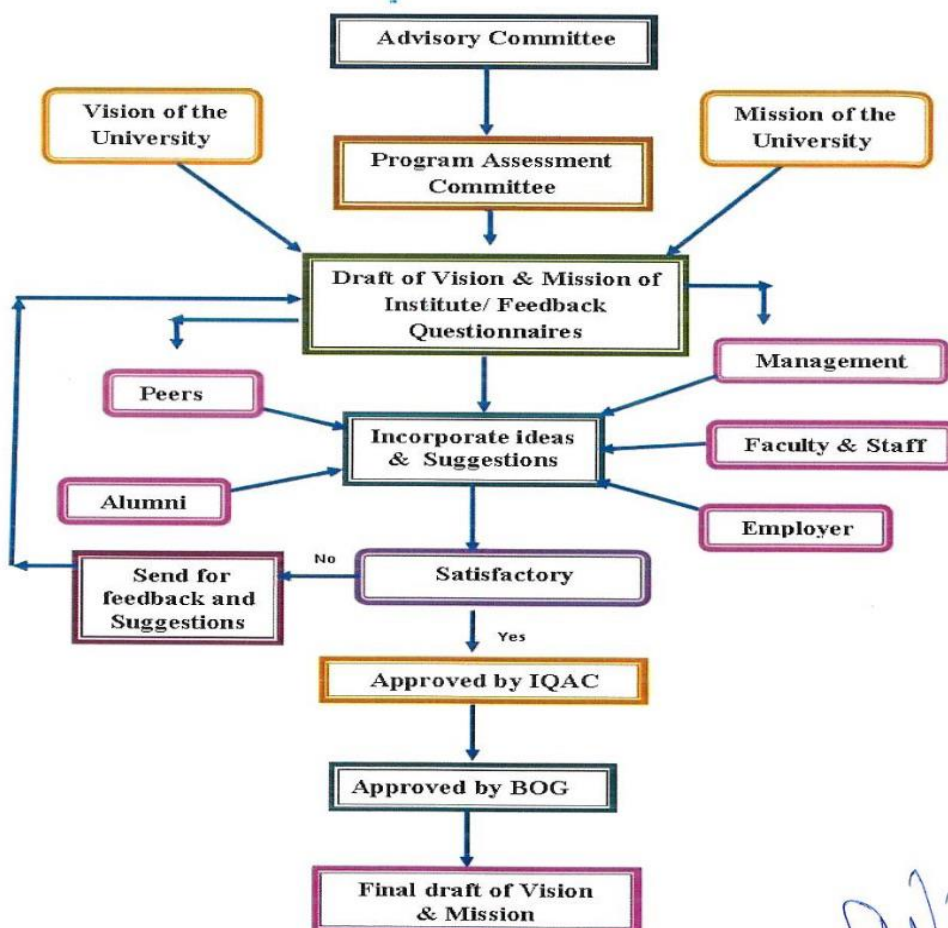 Advisory Committee
Vision of the
University
Mission of the
University
Program Assessment
Committee
Draft of Vision & Mission of
Institute/ Feedback
Questionnaires
Peers
Management
Incorporate ideas
& Suggestions
Faculty & Staff
Alumni
Employer
No
Satisfactory
Send for
feedback and
Suggestions
Yes
Approved by IQAC
Approved by BOG
Final draft of Vision
& Mission